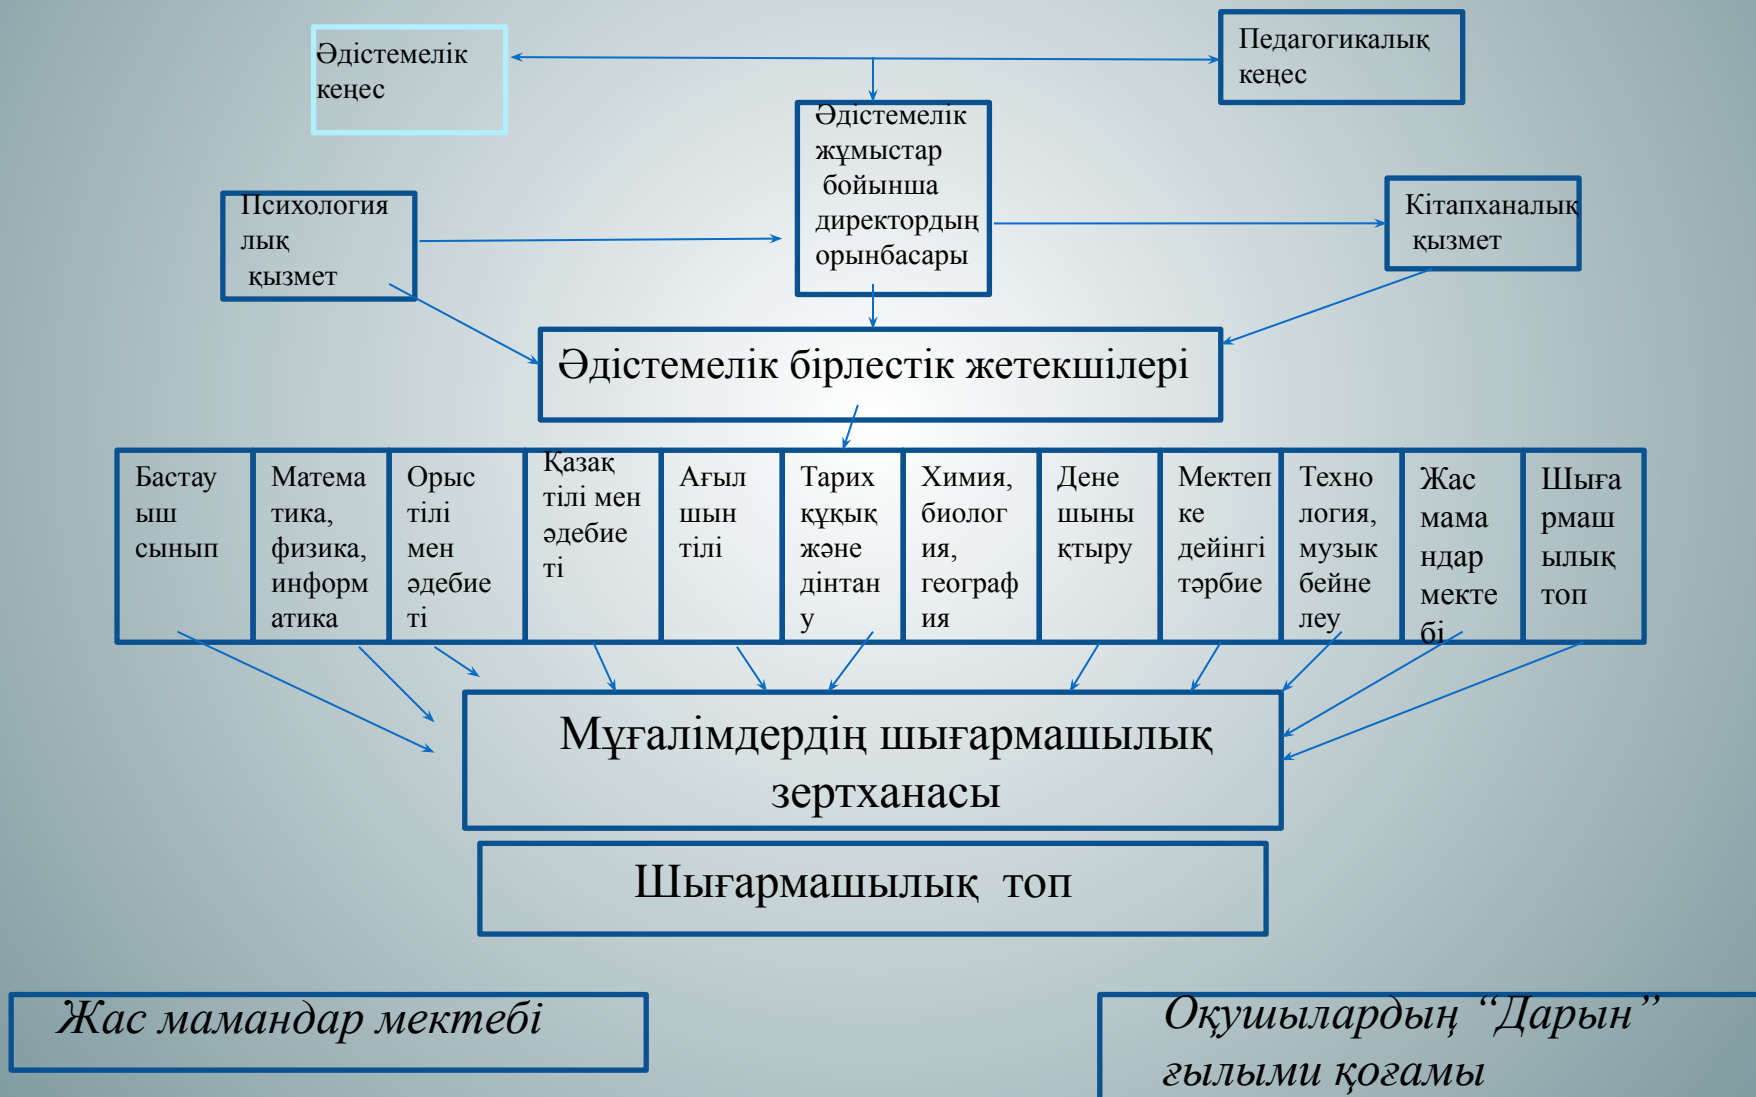 Әдістемелік
кеңес
Педагогикалық
кеңес
Әдістемелік
жұмыстар
бойынша
директордың
орынбасары
Психология
лық
қызмет
Кітапханалық
қызмет
Әдістемелік бірлестік жетекшілері
Бастау
ыш
сынып
Матема
тика,
физика,
информ
атика
Орыс
тілі
мен
әдебие
ті
Қазақ
тілі мен
әдебие
ті
Ағыл
шын
тілі
Тарих
құқық
және
дінтан
у
Химия,
биолог
ия,
географ
ия
Дене
шыны
қтыру
Мектеп
ке
дейінгі
тәрбие
Техно
логия,
музык
бейне
леу
Жас
мама
ндар
мекте
бі
Шыға
рмаш
ылық
топ
Мұғалімдердің шығармашылық
зертханасы
Шығармашылық топ
Жас мамандар мектебі
Оқушылардың “Дарын”
ғылыми қоғамы